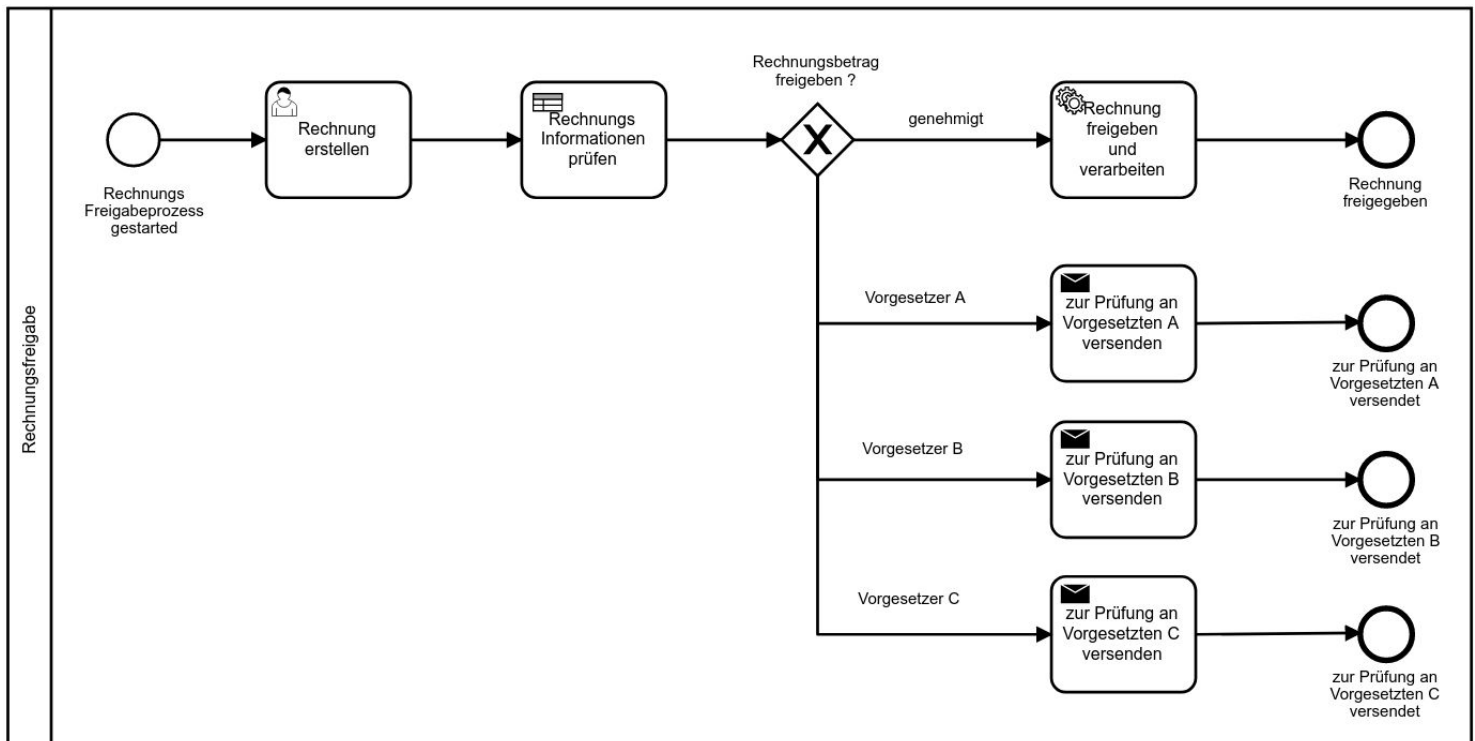 Rechnungsfreigabe
Rechnungs
Freigabeprozess
gestarted
Rechnung
erstellen
Rechnungs
Informationen
prüfen
Rechnungsbetrag
freigeben ?
genehmigt
Rechnung
freigeben
und
verarbeiten
Rechnung
freigegeben
Vorgesetzer A
zur Prüfung an
Vorgesetzten A
versenden
zur Prüfung an
Vorgesetzten A
versendet
Vorgesetzer B
zur Prüfung an
Vorgesetzten B
versenden
zur Prüfung an
Vorgesetzten B
versendet
Vorgesetzer C
zur Prüfung an
Vorgesetzten C
versenden
zur Prüfung an
Vorgesetzten C
versendet